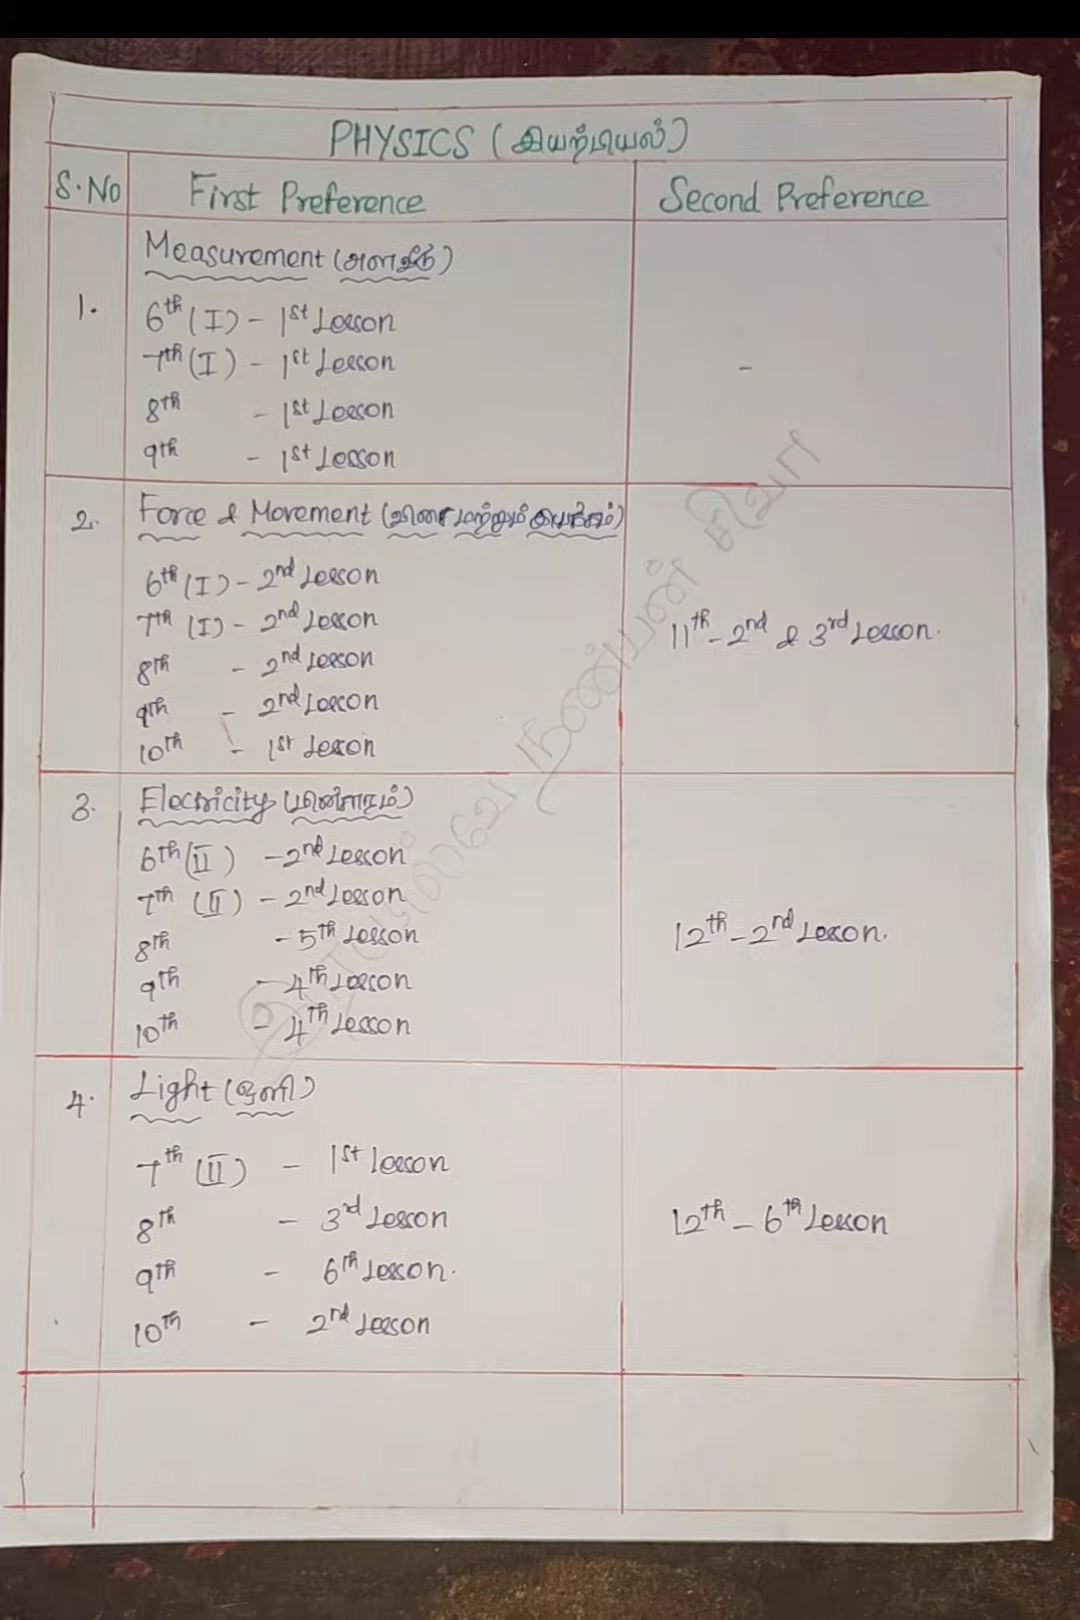 PHYSICS (இயற்பியல்)
S.No First Preference Second Preference
Measurement (அளவீடு)
1.
6th (I) - 1st Lesson
7th (I) - 1st Lesson
-
8th - 1st Lesson
9th - 1st Lesson
2. Force & Movement (விசை மற்றும் இயக்கம்)
6th (I) - 2nd Lesson
7th (I) - 2nd Lesson
11th - 2nd & 3rd Lesson.
8th - 2nd Lesson
9th - 2nd Lesson
10th - 1st Lesson
3. Electricity (மின்சாரம்)
6th (II) - 2nd Lesson
7th (II) - 2nd Lesson
8th - 5th Lesson
12th - 2nd Lesson.
9th - 4th Lesson
10th - 4th Lesson
4. Light (ஒளி)
7th (II) - 1st Lesson
8th - 3rd Lesson
12th - 6th Lesson
9th - 6th Lesson.
10th - 2nd Lesson
நண்பன் சிவா